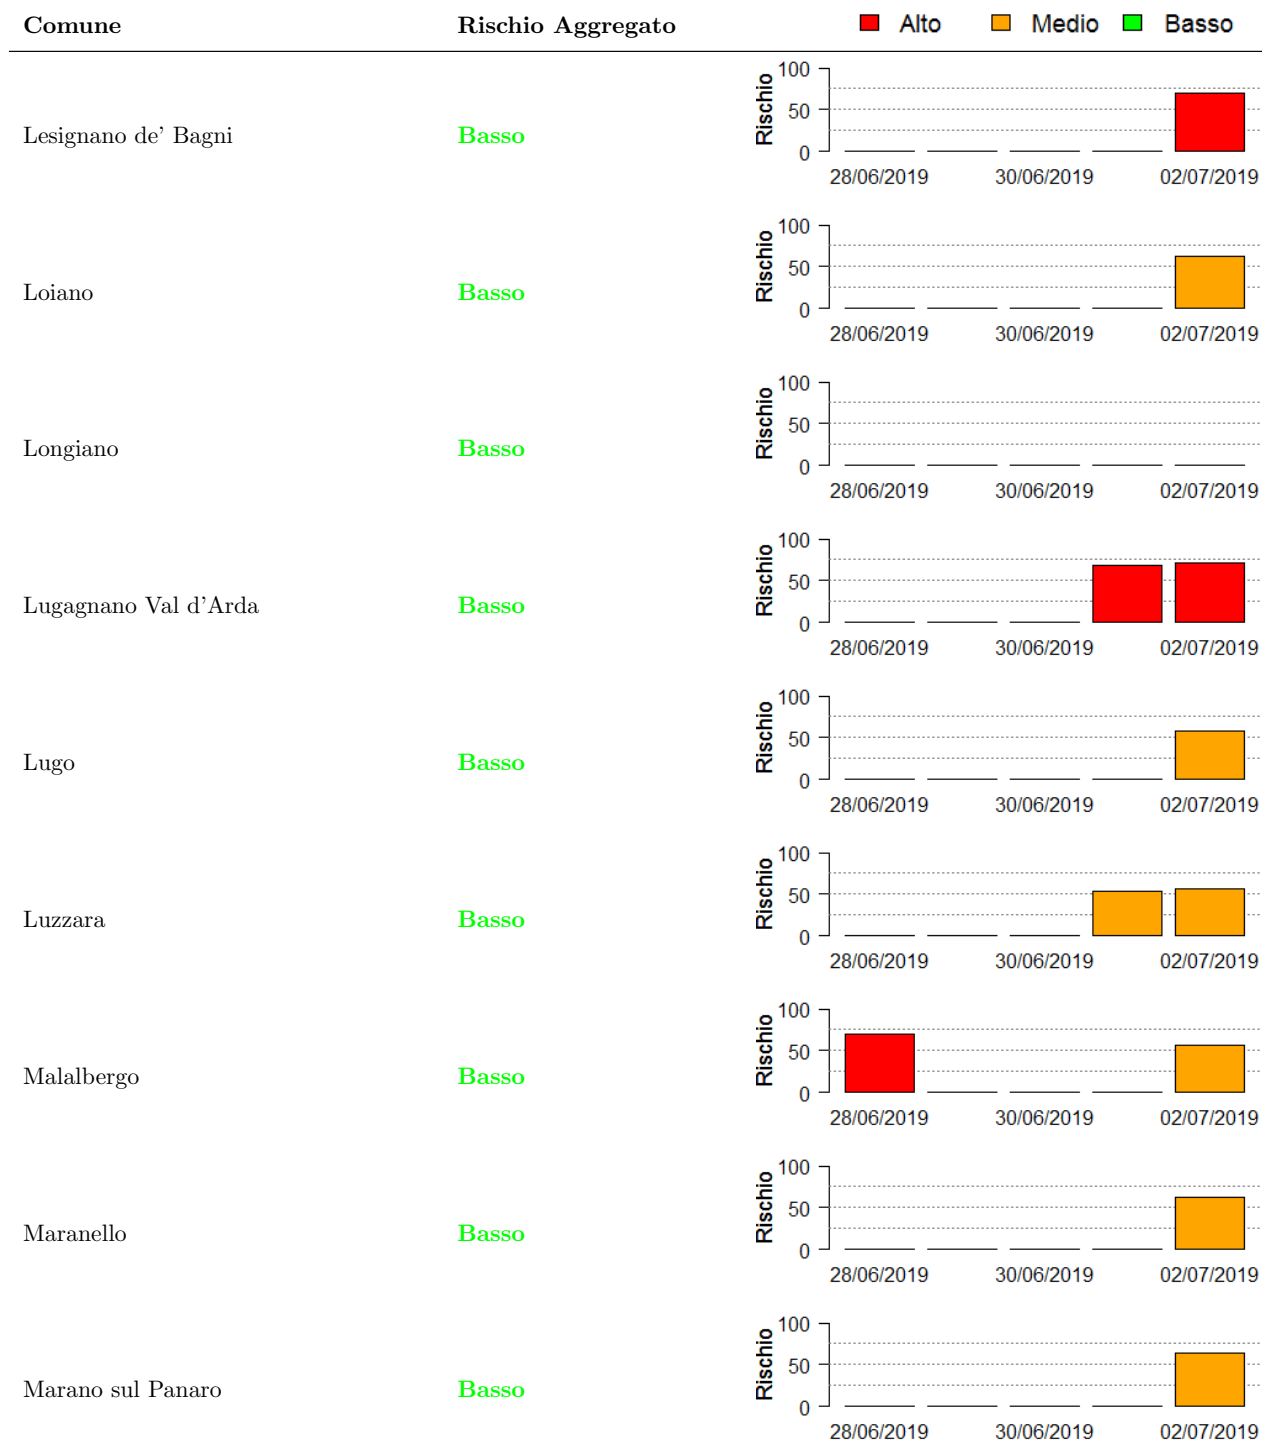 Comune Rischio Aggregato Alto Medio Basso
Lesignano de' Bagni Basso
Rischio
100
50
0
28/06/2019 30/06/2019 02/07/2019
Loiano Basso
Rischio
100
50
0
28/06/2019 30/06/2019 02/07/2019
Longiano Basso
Rischio
100
50
0
28/06/2019 30/06/2019 02/07/2019
Lugagnano Val d'Arda Basso
Rischio
100
50
0
28/06/2019 30/06/2019 02/07/2019
Lugo Basso
Rischio
100
50
0
28/06/2019 30/06/2019 02/07/2019
Luzzara Basso
Rischio
100
50
0
28/06/2019 30/06/2019 02/07/2019
Malalbergo Basso
Rischio
100
50
0
28/06/2019 30/06/2019 02/07/2019
Maranello Basso
Rischio
100
50
0
28/06/2019 30/06/2019 02/07/2019
Marano sul Panaro Basso
Rischio
100
50
0
28/06/2019 30/06/2019 02/07/2019